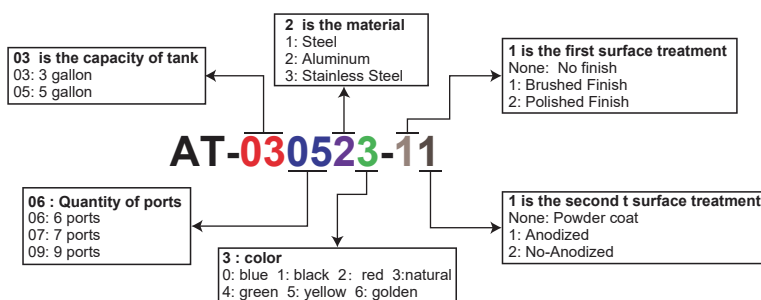 2 is the material
1: Steel
2: Aluminum
3: Stainless Steel
03 is the capacity of tank
03: 3 gallon
05: 5 gallon
1 is the first surface treatment
None: No finish
1: Brushed Finish
2: Polished Finish
AT-030523-11
06 : Quantity of ports
06: 6 ports
07: 7 ports
09: 9 ports
1 is the second t surface treatment
None: Powder coat
1: Anodized
2: No-Anodized
3 : color
0: blue 1: black 2: red 3:natural
4: green 5: yellow 6: golden